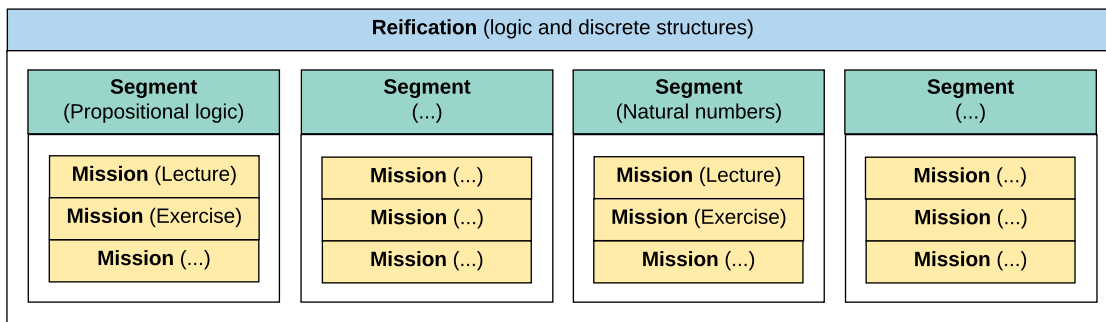 Reification (logic and discrete structures)
Segment
(Propositional logic)
Mission (Lecture)
Mission (Exercise)
Mission (...)
Segment
(...)
Mission (...)
Mission (...)
Mission (...)
Segment
(Natural numbers)
Mission (Lecture)
Mission (Exercise)
Mission (...)
Segment
(...)
Mission (...)
Mission (...)
Mission (...)